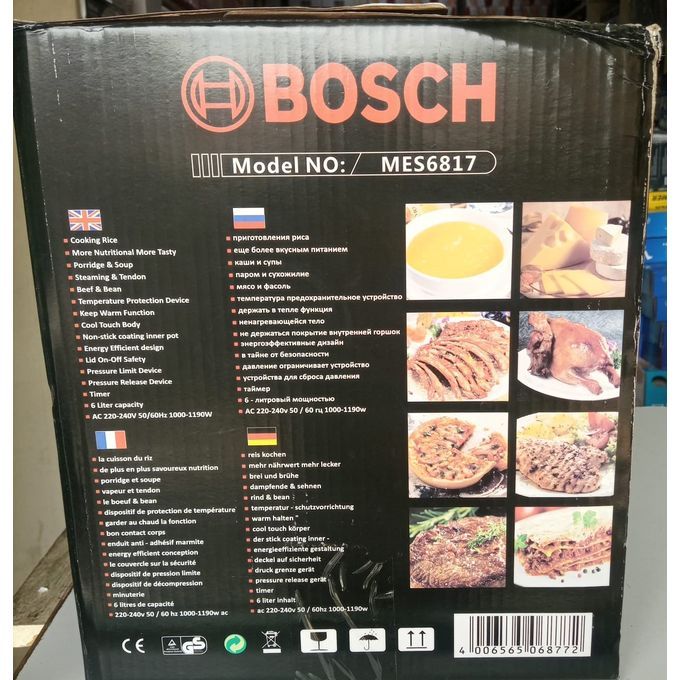 BOSCH
Model NO: / MES6817
Cooking Rice
More Nutritional More Tasty
Porridge & Soup
Steaming & Tendon
Beef & Bean
Temperature Protection Device
Keep Warm Function
Cool Touch Body
Non-stick coating inner pot
Energy Efficient design
Lid On-Off Safety
Pressure Limit Device
Pressure Release Device
Timer
6 Liter capacity
AC 220-240V 50/60Hz 1000-1190W
приготовления риса
еще более вкусным питанием
каши и супы
паром и сухожилие
мясо и фасоль
температура предохранительное устройство
держать в тепле функция
ненагревающегося тело
не держаться покрытие внутренней горшок
энергоэффективные дизайн
в тайне от безопасности
давление ограничивает устройство
устройства для сброса давления
таймер
6 - литровый мощностью
AC 220-240v 50 / 60 гц 1000-1190w
la cuisson du riz
de plus en plus savoureux nutrition
porridge et soupe
vapeur et tendon
le boeuf & bean
dispositif de protection de température
garder au chaud la fonction
bon contact corps
enduit anti - adhésif marmite
energy efficient conception
le couvercle sur la sécurité
dispositif de pression limite
dispositif de décompression
minuterie
6 litres de capacité
220-240v 50 / 60hz 1000-1190w ac
reis kochen
mehr nährwert mehr lecker
brei und brühe
dampfende & sehnen
rind & bean
temperatur - schutzvorrichtung
warm halten
cool touch körper
der stick coating inner -
energieeffiziente gestaltung
deckel auf sicherheit
druck grenze gerät
pressure release gerät
timer
6 liter inhalt
ac 220-240v 50 / 60hz 1000-1190w
CE
GS
4 006565 068772